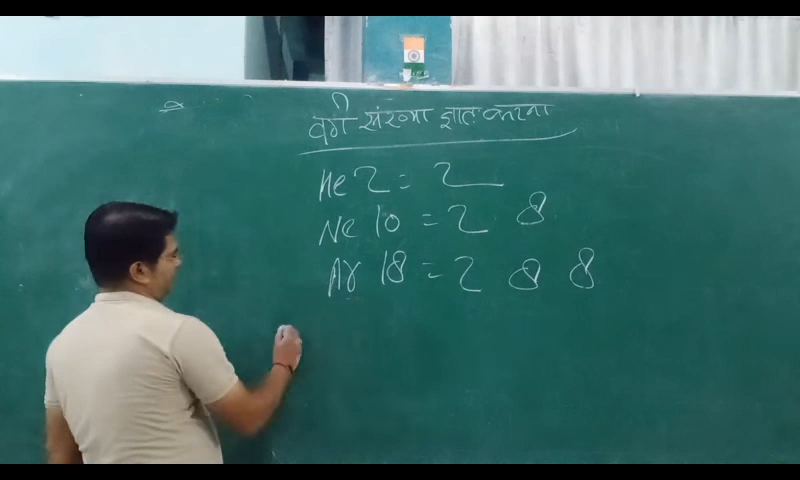 वर्ग संख्या ज्ञात करना
He 2 = 2
Ne 10 = 2 8
Ar 18 = 2 8 8